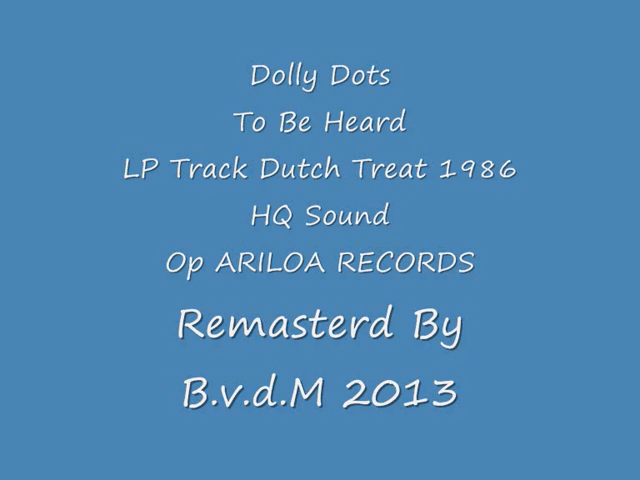 Dolly Dots
To Be Heard
LP Track Dutch Treat 1986
HQ Sound
Op ARILOA RECORDS
Remasterd By
B.v.d.M 2013